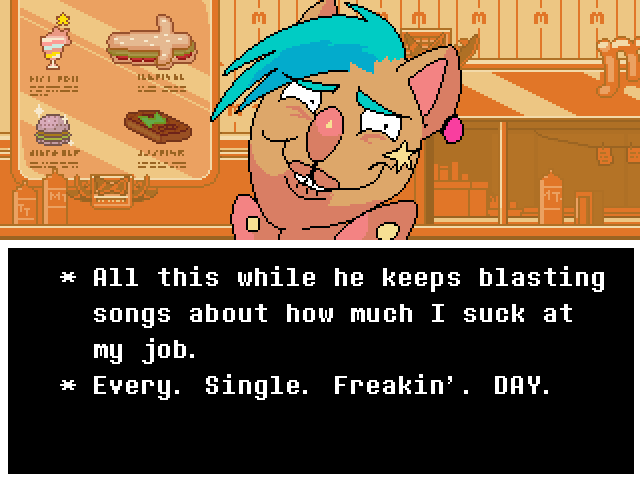 * All this while he keeps blasting
songs about how much I suck at
my job.
* Every. Single. Freakin'. DAY.